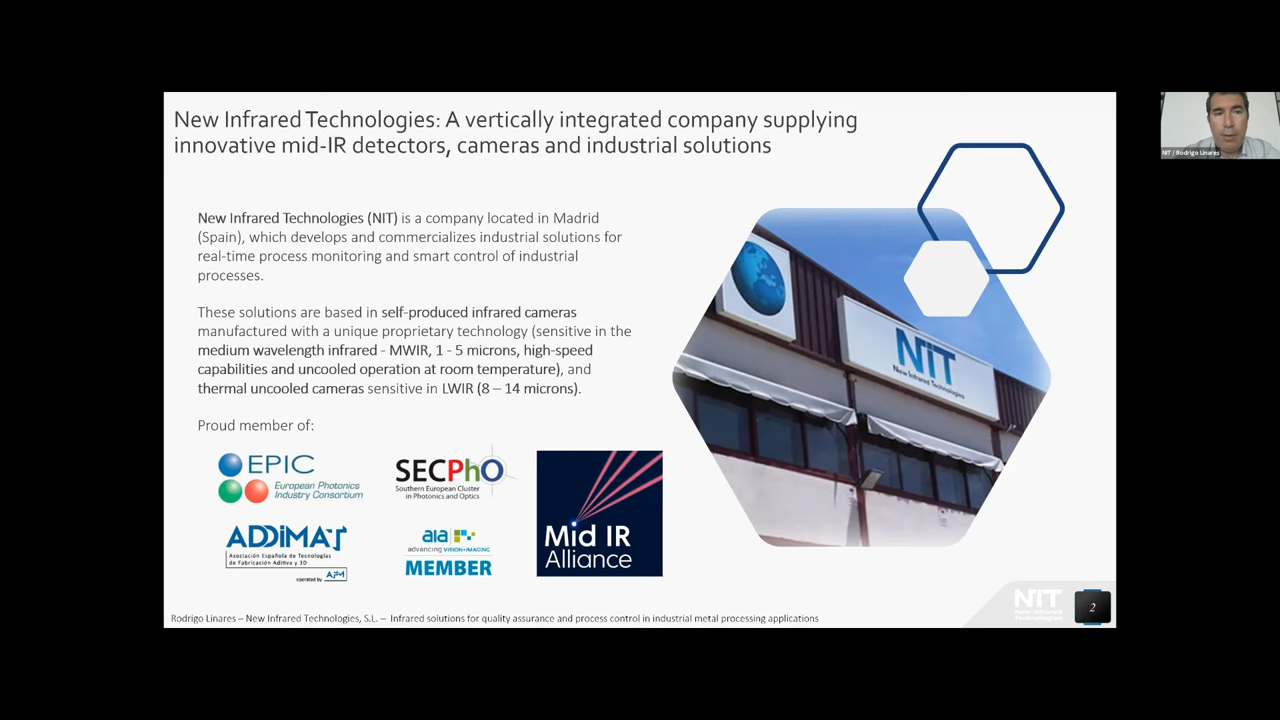 New Infrared Technologies: A vertically integrated company supplying
innovative mid-IR detectors, cameras and industrial solutions
NIT / Rodrigo Linares
New Infrared Technologies (NIT) is a company located in Madrid
(Spain), which develops and commercializes industrial solutions for
real-time process monitoring and smart control of industrial
processes.
These solutions are based in self-produced infrared cameras
manufactured with a unique proprietary technology (sensitive in the
medium wavelength infrared - MWIR, 1 - 5 microns, high-speed
capabilities and uncooled operation at room temperature), and
thermal uncooled cameras sensitive in LWIR (8 – 14 microns).
Proud member of:
NIT
New Infrared Technologies
EPIC
European Photonics
Industry Consortium
SECPhO
Southern European Cluster
in Photonics and Optics
Mid IR
Alliance
ADDIMAT
Asociación Española de Tecnologías
de Fabricación Aditiva y 3D
operated by AFM
aia
advancing VISION+IMAGING
MEMBER
NIT
New Infrared
Technologies
2
Rodrigo Linares – New Infrared Technologies, S.L. – Infrared solutions for quality assurance and process control in industrial metal processing applications